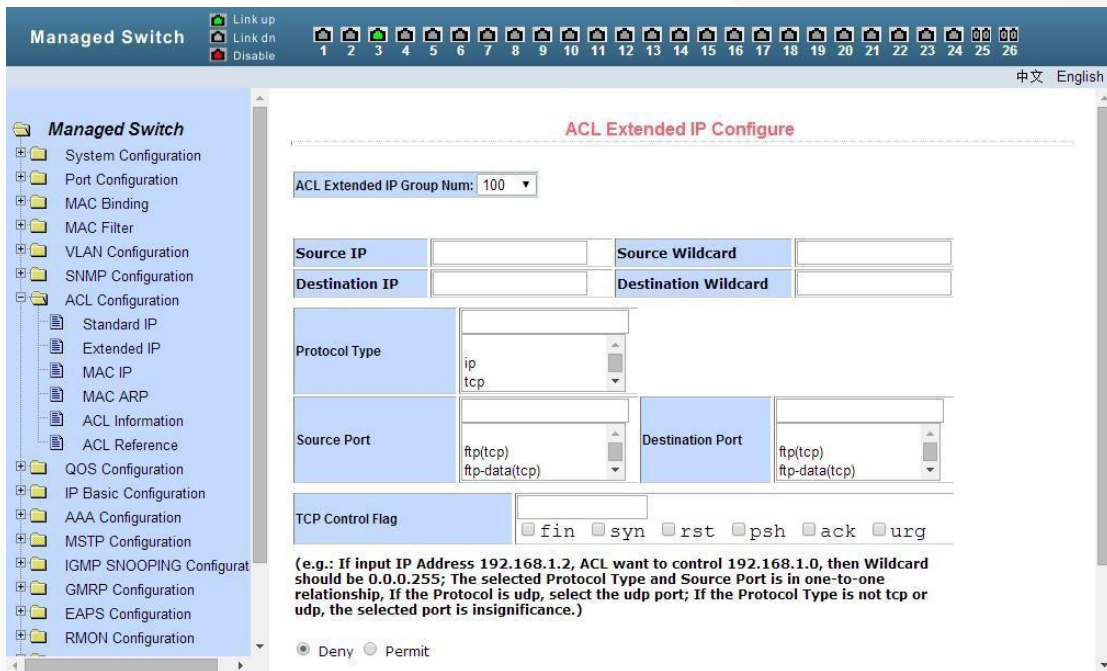 Managed Switch
Link up
Link dn
Disable
1 2 3 4 5 6 7 8 9 10 11 12 13 14 15 16 17 18 19 20 21 22 23 24 25 26
中文 English
Managed Switch
System Configuration
Port Configuration
MAC Binding
MAC Filter
VLAN Configuration
SNMP Configuration
ACL Configuration
Standard IP
Extended IP
MAC IP
MAC ARP
ACL Information
ACL Reference
QOS Configuration
IP Basic Configuration
AAA Configuration
MSTP Configuration
IGMP SNOOPING Configurat
GMRP Configuration
EAPS Configuration
RMON Configuration
ACL Extended IP Configure
ACL Extended IP Group Num: 100
Source IP Source Wildcard
Destination IP Destination Wildcard
Protocol Type
ip
tcp
Source Port
ftp(tcp)
ftp-data(tcp)
Destination Port
ftp(tcp)
ftp-data(tcp)
TCP Control Flag
fin syn rst psh ack urg
(e.g.: If input IP Address 192.168.1.2, ACL want to control 192.168.1.0, then Wildcard
should be 0.0.0.255; The selected Protocol Type and Source Port is in one-to-one
relationship, If the Protocol is udp, select the udp port; If the Protocol Type is not tcp or
udp, the selected port is insignificance.)
Deny Permit